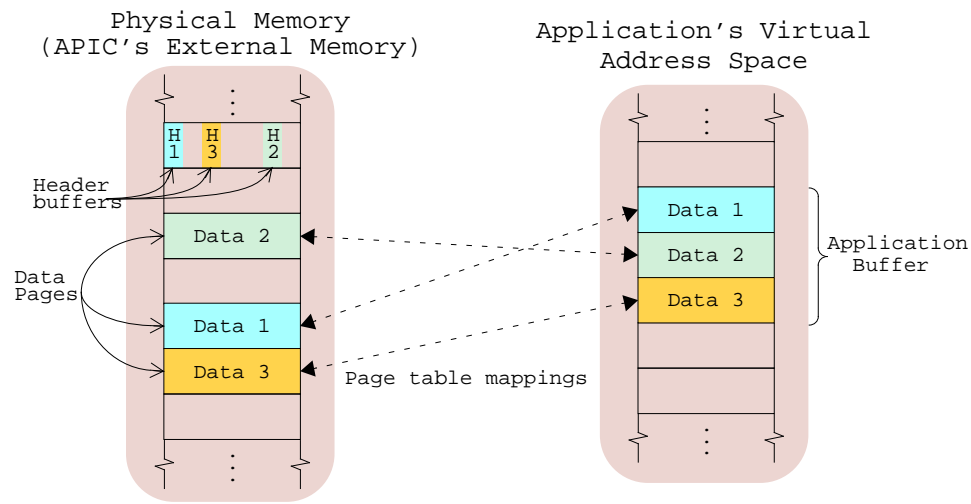 Physical Memory
(APIC's External Memory)
Application's Virtual
Address Space
H H H
1 3 2
Header
buffers
Data 2
Data
Pages
Data 1
Data 3
Page table mappings
Data 1
Data 2
Data 3
Application
Buffer